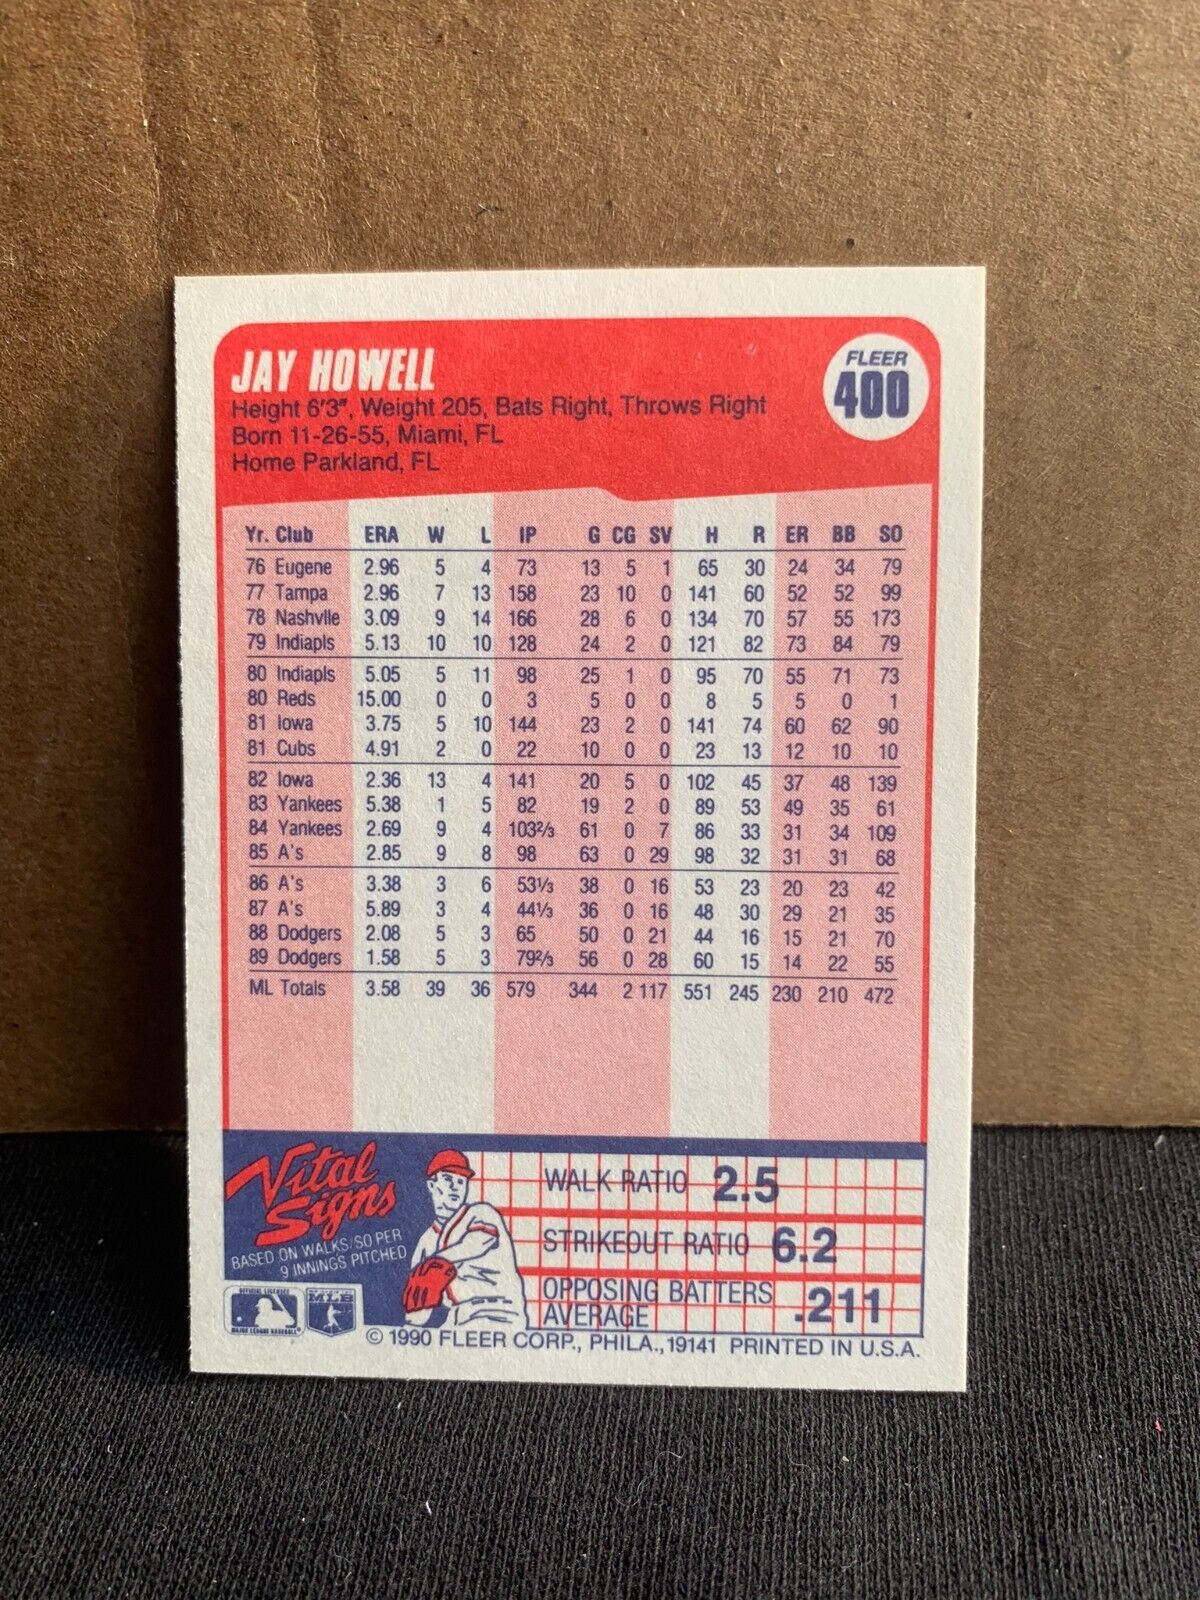 JAY HOWELL
FLEER
400
Height 6'3", Weight 205, Bats Right, Throws Right
Born 11-26-55, Miami, FL
Home Parkland, FL
Yr. Club ERA W L IP G CG SV H R ER BB SO
76 Eugene 2.96 5 4 73 13 5 1 65 30 24 34 79
77 Tampa 2.96 7 13 158 23 10 0 141 60 52 52 99
78 Nashvlle 3.09 9 14 166 28 6 0 134 70 57 55 173
79 Indiapls 5.13 10 10 128 24 2 0 121 82 73 84 79
80 Indiapls 5.05 5 11 98 25 1 0 95 70 55 71 73
80 Reds 15.00 0 0 3 5 0 0 8 5 5 0 1
81 Iowa 3.75 5 10 144 23 2 0 141 74 60 62 90
81 Cubs 4.91 2 0 22 10 0 0 23 13 12 10 10
82 Iowa 2.36 13 4 141 20 5 0 102 45 37 48 139
83 Yankees 5.38 1 5 82 19 2 0 89 53 49 35 61
84 Yankees 2.69 9 4 103⅔ 61 0 7 86 33 31 34 109
85 A's 2.85 9 8 98 63 0 29 98 32 31 31 68
86 A's 3.38 3 6 53⅓ 38 0 16 53 23 20 23 42
87 A's 5.89 3 4 44⅓ 36 0 16 48 30 29 21 35
88 Dodgers 2.08 5 3 65 50 0 21 44 16 15 21 70
89 Dodgers 1.58 5 3 79⅔ 56 0 28 60 15 14 22 55
ML Totals 3.58 39 36 579 344 2 117 551 245 230 210 472
Vital
Signs
BASED ON WALKS/SO PER
9 INNINGS PITCHED
WALK RATIO 2.5
STRIKEOUT RATIO 6.2
OPPOSING BATTERS
AVERAGE .211
OFFICIAL LICENSEE
MAJOR LEAGUE BASEBALL
MLB
© 1990 FLEER CORP., PHILA., 19141 PRINTED IN U.S.A.